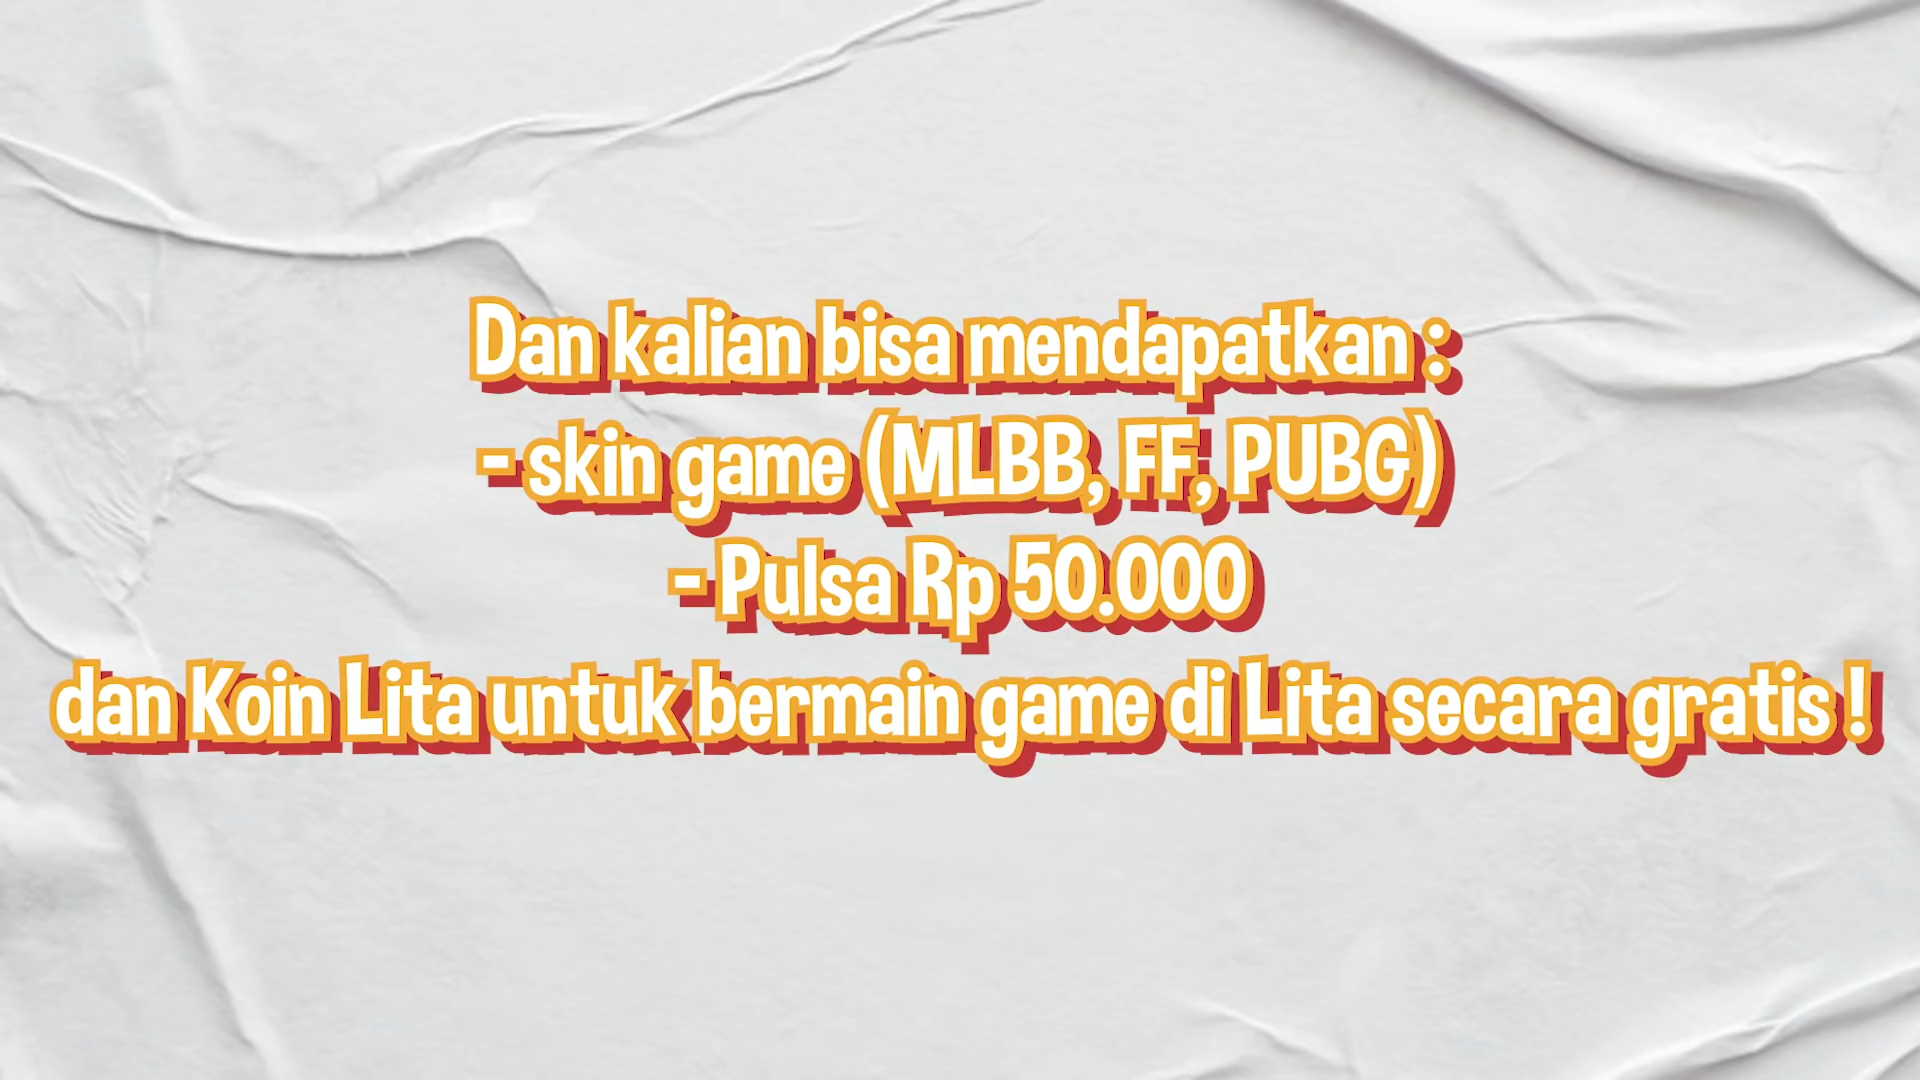 Dan kalian bisa mendapatkan :
- skin game (MLBB, FF, PUBG)
- Pulsa Rp 50.000
dan Koin Lita untuk bermain game di Lita secara gratis !